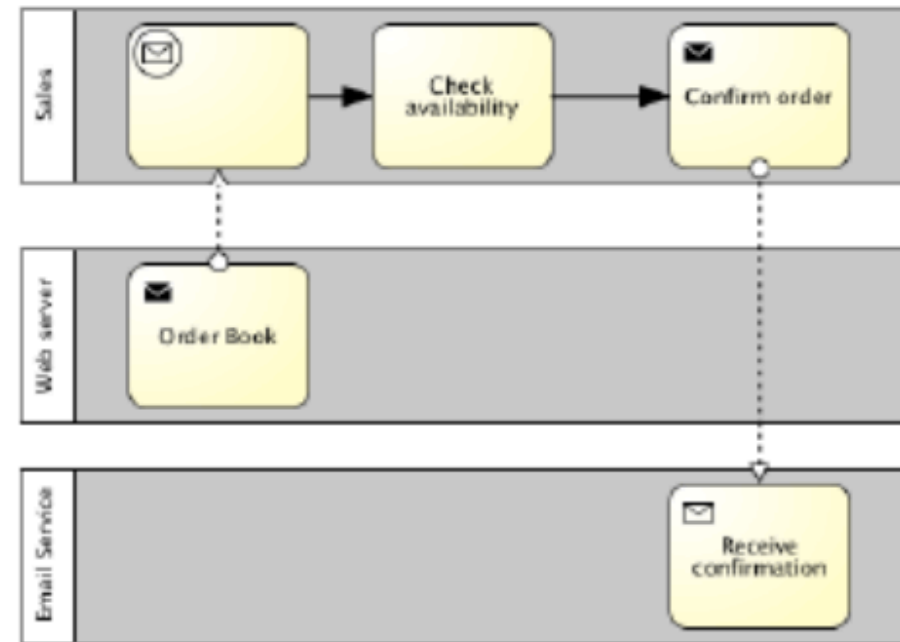 Sales
Check
availability
Confirm order
Web server
Order Book
Email Service
Receive
confirmation